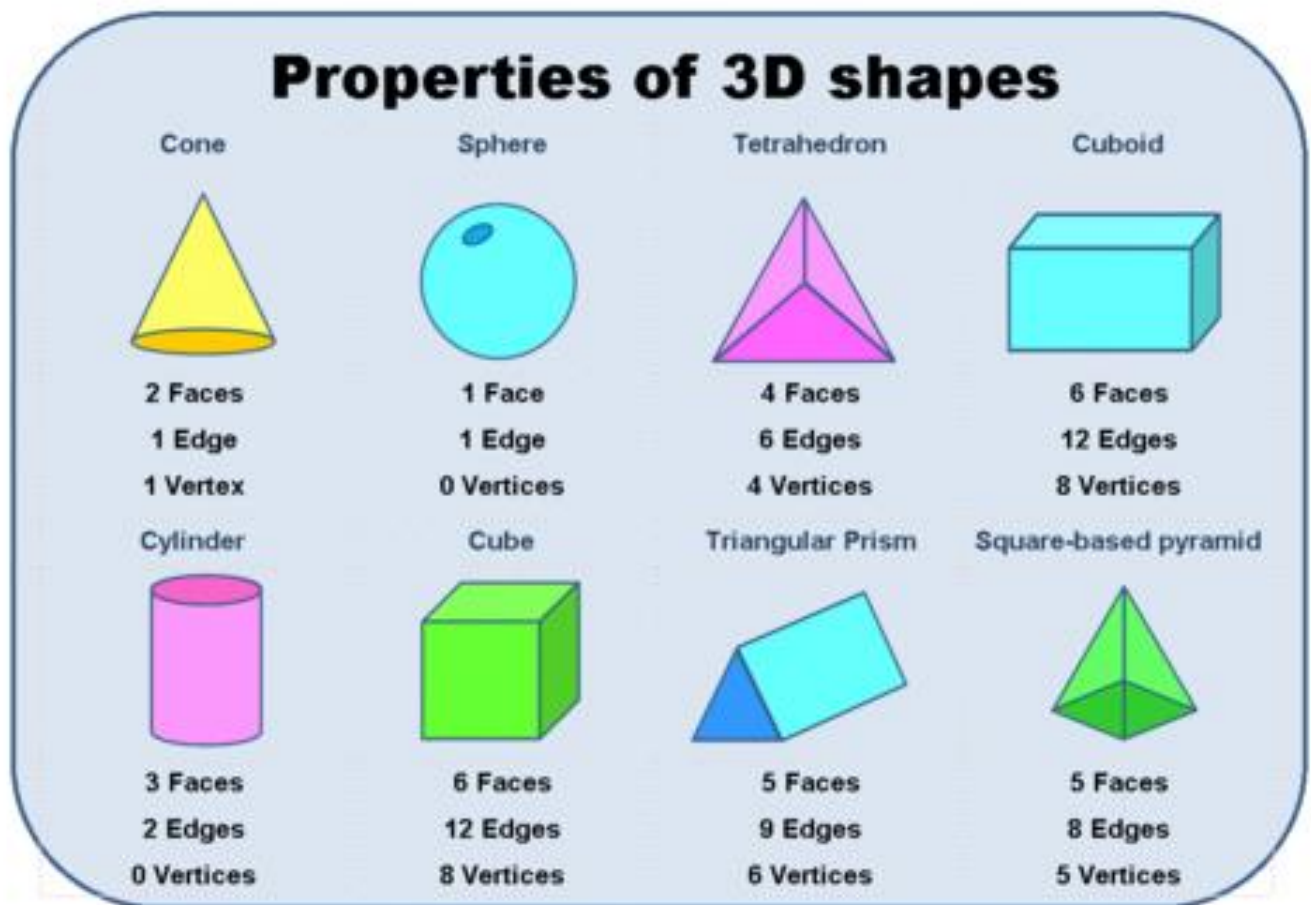 Properties of 3D shapes
Cone Sphere Tetrahedron Cuboid
2 Faces 1 Face 4 Faces 6 Faces
1 Edge 1 Edge 6 Edges 12 Edges
1 Vertex 0 Vertices 4 Vertices 8 Vertices
Cylinder Cube Triangular Prism Square-based pyramid
3 Faces 6 Faces 5 Faces 5 Faces
2 Edges 12 Edges 9 Edges 8 Edges
0 Vertices 8 Vertices 6 Vertices 5 Vertices